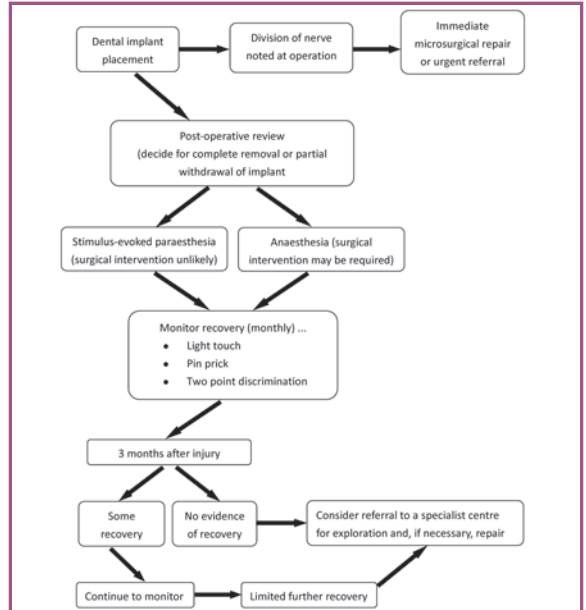 Dental implant
placement
Division of nerve
noted at operation
Immediate
microsurgical repair
or urgent referral
Post-operative review
(decide for complete removal or partial
withdrawal of implant
Stimulus-evoked paraesthesia
(surgical intervention unlikely)
Anaesthesia (surgical
intervention may be required)
Monitor recovery (monthly) ...
• Light touch
• Pin prick
• Two point discrimination
3 months after injury
Some
recovery
No evidence
of recovery
Consider referral to a specialist centre
for exploration and, if necessary, repair
Continue to monitor
Limited further recovery